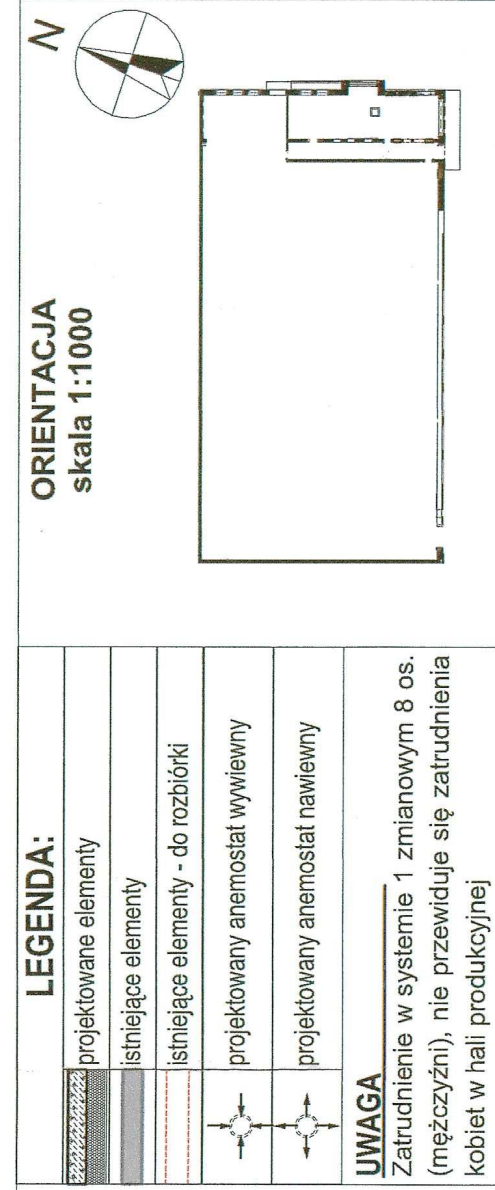 LEGENDA:
projektowane elementy
istniejące elementy
istniejące elementy - do rozbiórki
projektowany anemostat wywiewny
projektowany anemostat nawiewny
UWAGA
Zatrudnienie w systemie 1 zmianowym 8 os.
(mężczyźni), nie przewiduje się zatrudnienia
kobiet w hali produkcyjnej
ORIENTACJA
skala 1:1000
N